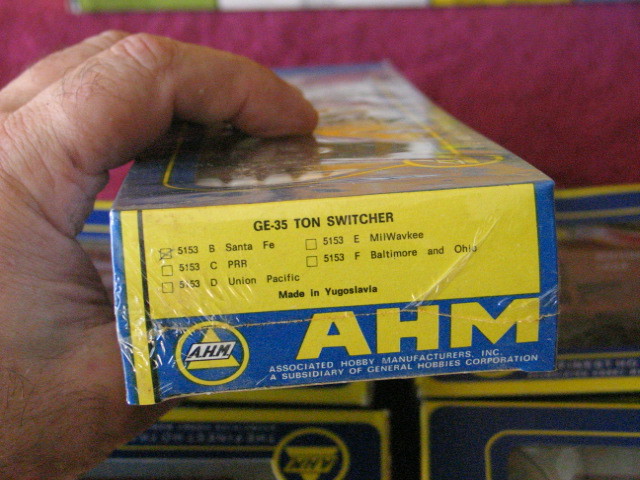 GE-35 TON SWITCHER
5153 B Santa Fe
5153 C PRR
5153 D Union Pacific
5153 E MilWavkee
5153 F Baltimore and Ohio
Made in Yugoslavia
AHM
AHM
ASSOCIATED HOBBY MANUFACTURERS, INC.
A SUBSIDIARY OF GENERAL HOBBIES CORPORATION
AHM